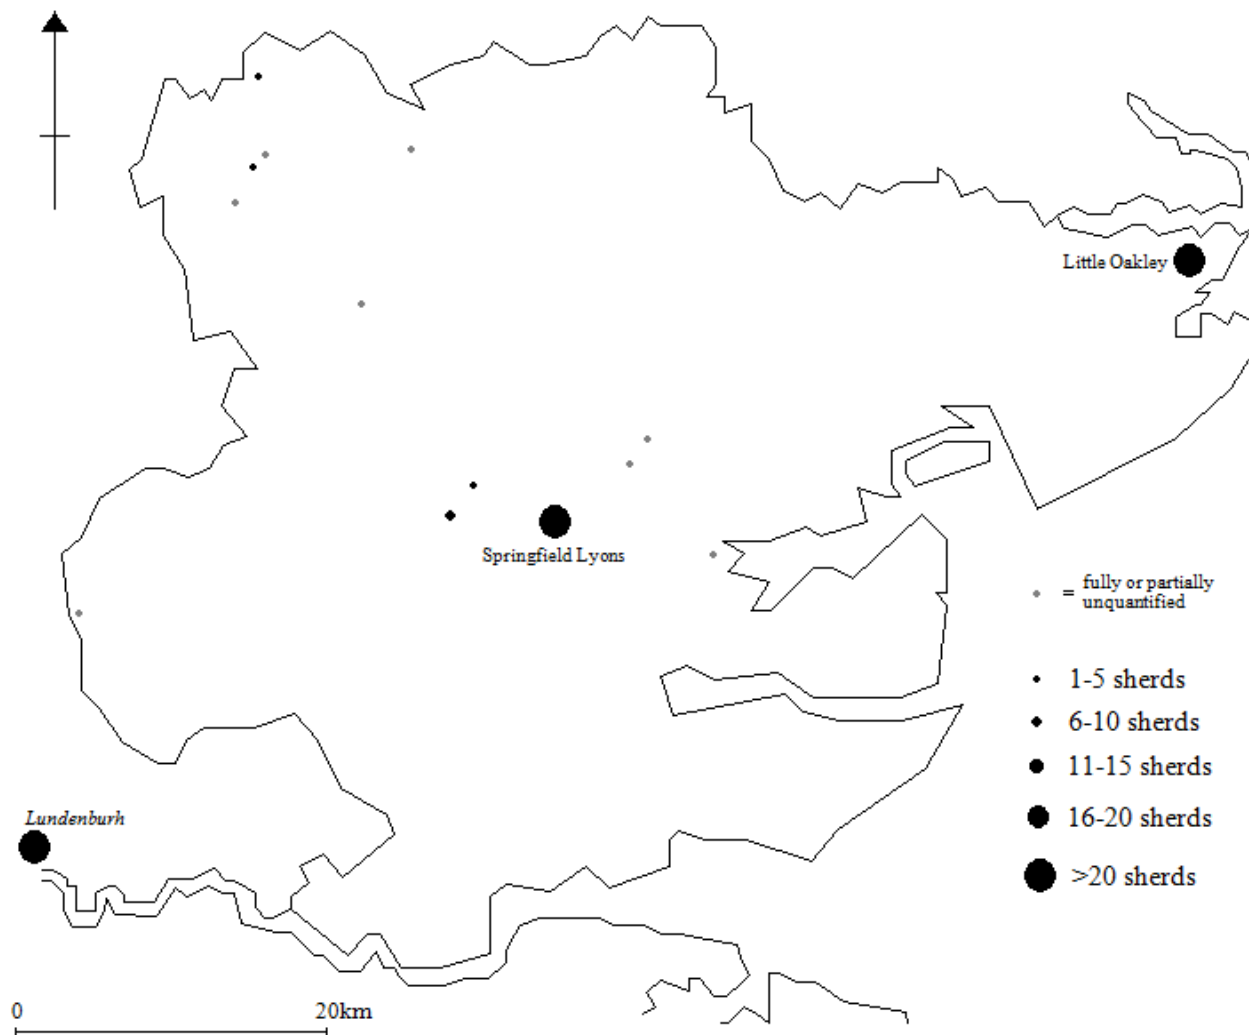 Little Oakley
Springfield Lyons
= fully or partially
unquantified
1-5 sherds
6-10 sherds
11-15 sherds
16-20 sherds
>20 sherds
Lundenburh
0 20km